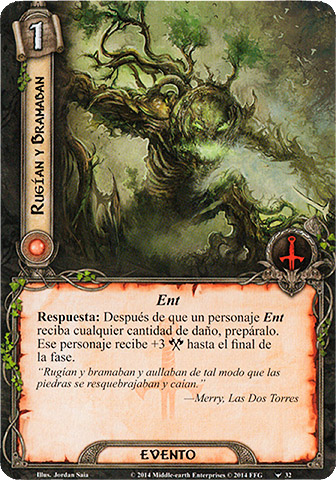 1
Rugían y Bramaban
Ent
Respuesta: Después de que un personaje Ent
reciba cualquier cantidad de daño, prepáralo.
Ese personaje recibe +3 hasta el final de
la fase.
“Rugían y bramaban y aullaban de tal modo que las
piedras se resquebrajaban y caían.”
—Merry, Las Dos Torres
EVENTO
Illus. Jordan Saia
© 2014 Middle-earth Enterprises © 2014 FFG
32